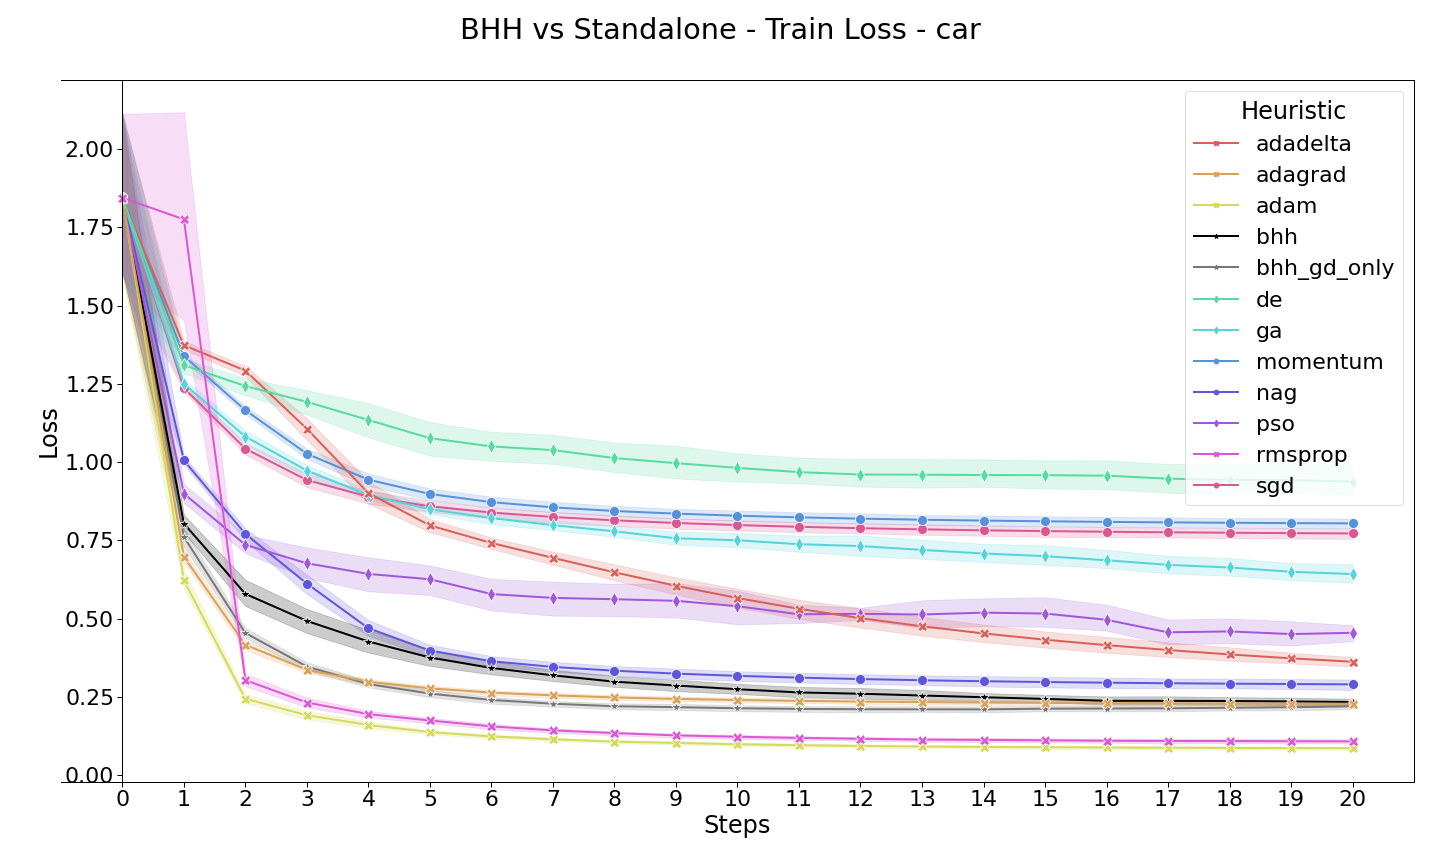 BHH vs Standalone - Train Loss - car
Heuristic
adadelta
adagrad
adam
bhh
bhh_gd_only
de
ga
momentum
nag
pso
rmsprop
sgd
Loss
2.00
1.75
1.50
1.25
1.00
0.75
0.50
0.25
0.00
0 1 2 3 4 5 6 7 8 9 10 11 12 13 14 15 16 17 18 19 20
Steps